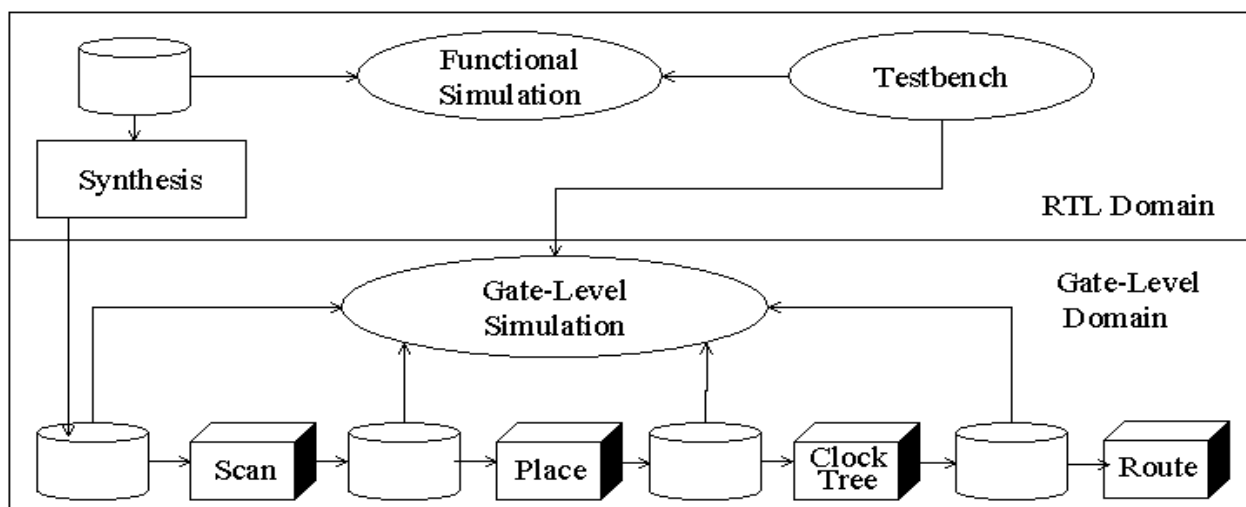 Functional
Simulation
Testbench
Synthesis
RTL Domain
Gate-Level
Simulation
Gate-Level
Domain
Scan
Place
Clock
Tree
Route